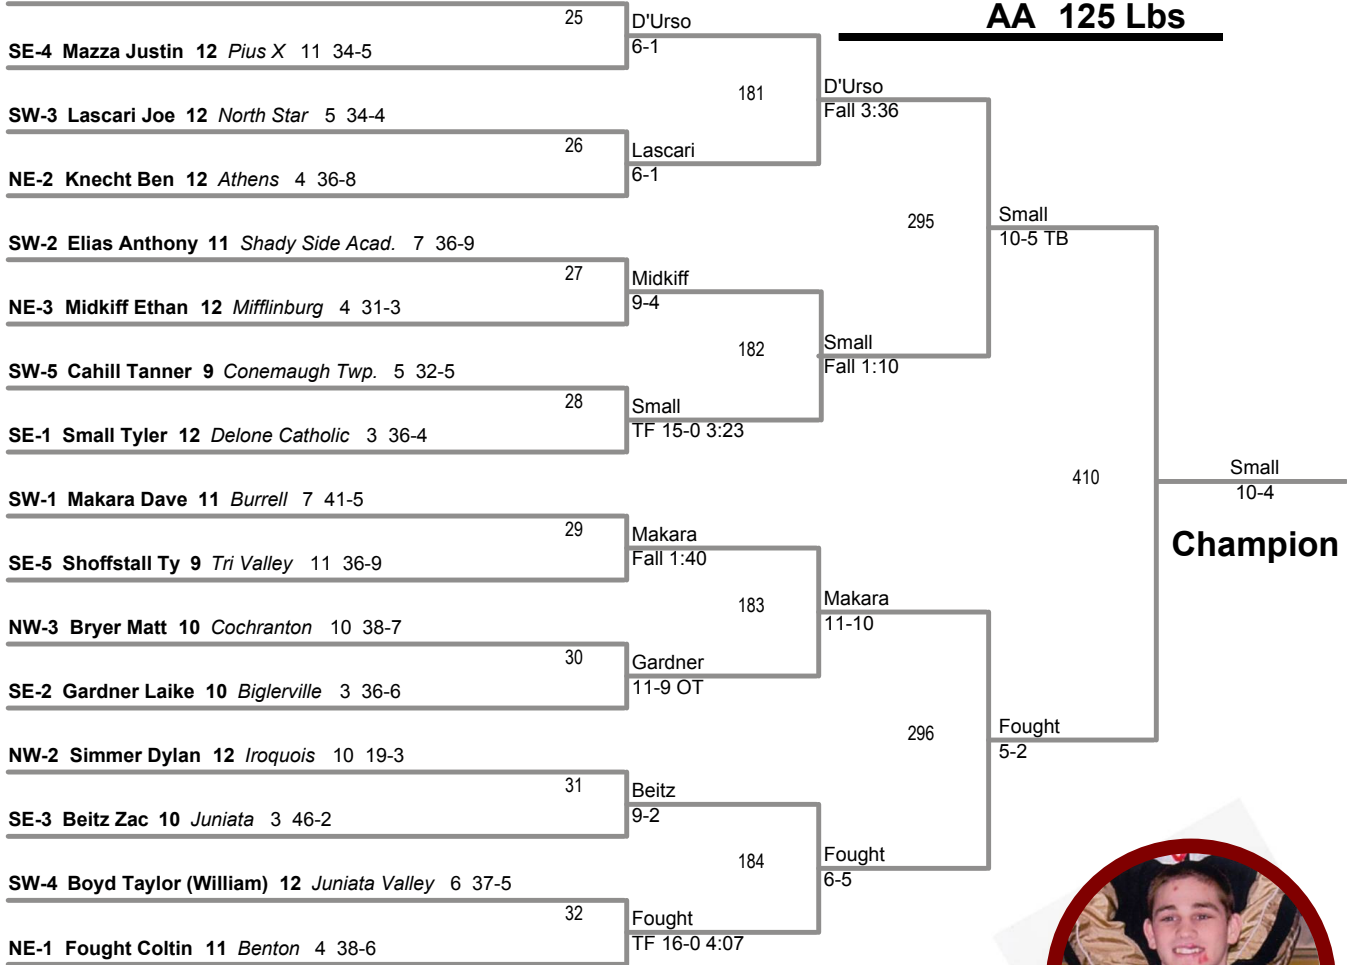 AA 125 Lbs
25
D'Urso
6-1
SE-4 Mazza Justin 12 Pius X 11 34-5
181
D'Urso
Fall 3:36
SW-3 Lascari Joe 12 North Star 5 34-4
26
Lascari
6-1
NE-2 Knecht Ben 12 Athens 4 36-8
295
Small
10-5 TB
SW-2 Elias Anthony 11 Shady Side Acad. 7 36-9
27
Midkiff
9-4
NE-3 Midkiff Ethan 12 Mifflinburg 4 31-3
182
Small
Fall 1:10
SW-5 Cahill Tanner 9 Conemaugh Twp. 5 32-5
28
Small
TF 15-0 3:23
SE-1 Small Tyler 12 Delone Catholic 3 36-4
410
Small
10-4
Champion
SW-1 Makara Dave 11 Burrell 7 41-5
29
Makara
Fall 1:40
SE-5 Shoffstall Ty 9 Tri Valley 11 36-9
183
Makara
11-10
NW-3 Bryer Matt 10 Cochranton 10 38-7
30
Gardner
11-9 OT
SE-2 Gardner Laike 10 Biglerville 3 36-6
296
Fought
5-2
NW-2 Simmer Dylan 12 Iroquois 10 19-3
31
Beitz
9-2
SE-3 Beitz Zac 10 Juniata 3 46-2
184
Fought
6-5
SW-4 Boyd Taylor (William) 12 Juniata Valley 6 37-5
32
Fought
TF 16-0 4:07
NE-1 Fought Coltin 11 Benton 4 38-6